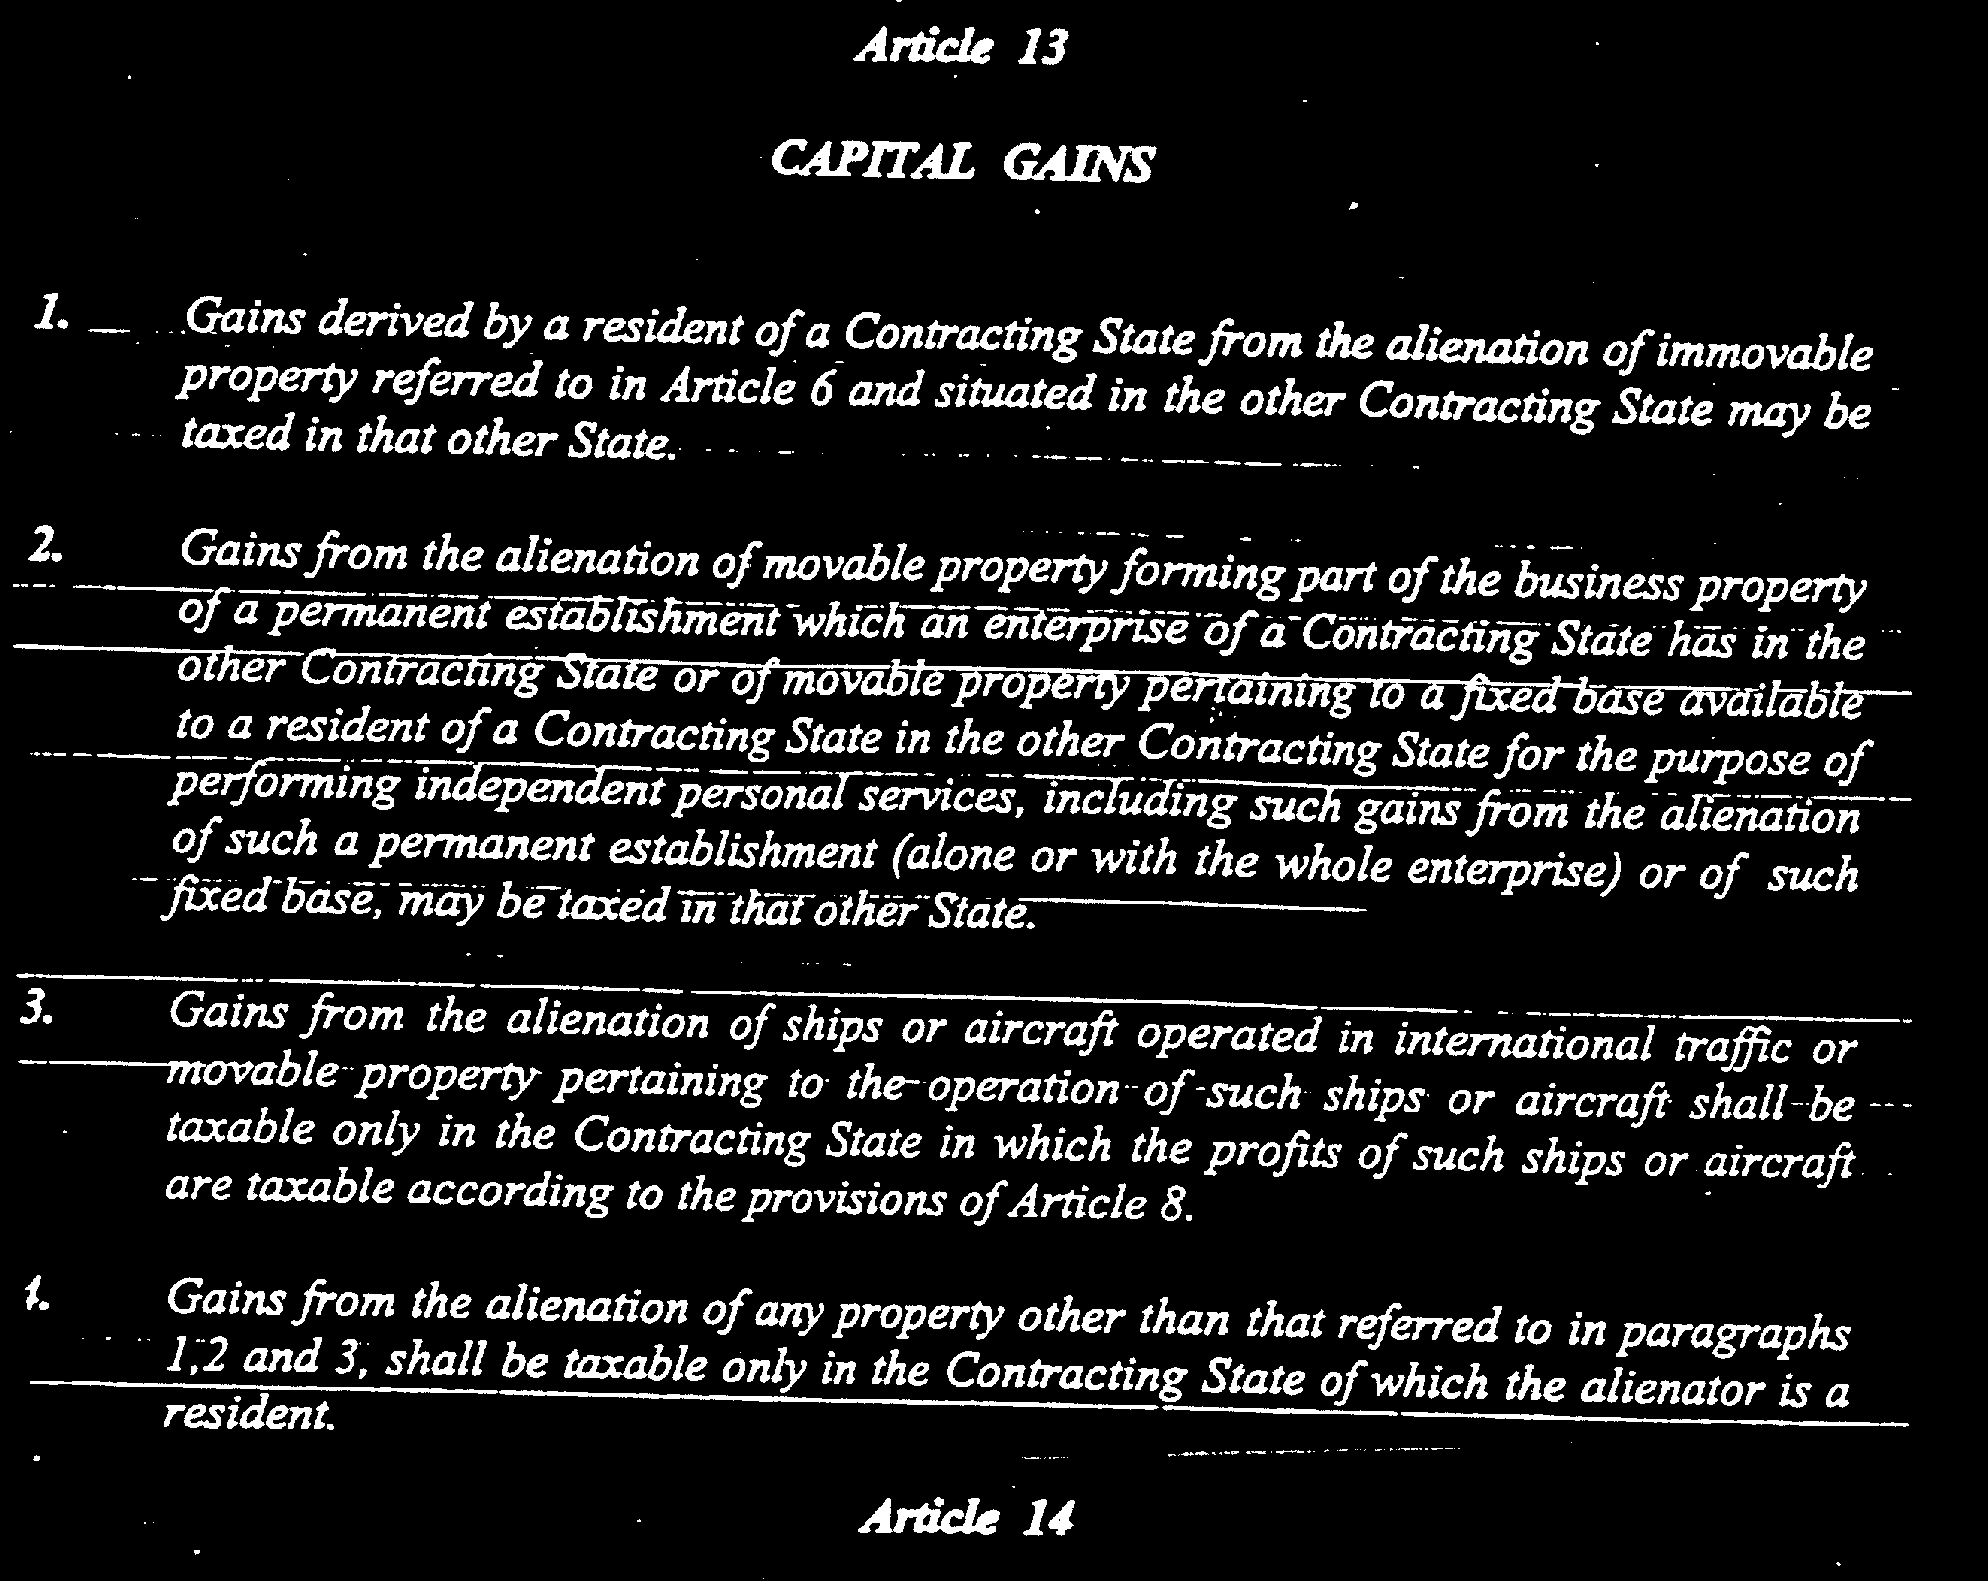 Article 13
CAPITAL GAINS
1. Gains derived by a resident of a Contracting State from the alienation of immovable
property referred to in Article 6 and situated in the other Contracting State may be
taxed in that other State.
2. Gains from the alienation of movable property forming part of the business property
of a permanent establishment which an enterprise of a Contracting State has in the
other Contracting State or of movable property pertaining to a fixed base available
to a resident of a Contracting State in the other Contracting State for the purpose of
performing independent personal services, including such gains from the alienation
of such a permanent establishment (alone or with the whole enterprise) or of such
fixed base, may be taxed in that other State.
3. Gains from the alienation of ships or aircraft operated in international traffic or
movable property pertaining to the operation of such ships or aircraft shall be
taxable only in the Contracting State in which the profits of such ships or aircraft
are taxable according to the provisions of Article 8.
4. Gains from the alienation of any property other than that referred to in paragraphs
1,2 and 3, shall be taxable only in the Contracting State of which the alienator is a
resident.
Article 14